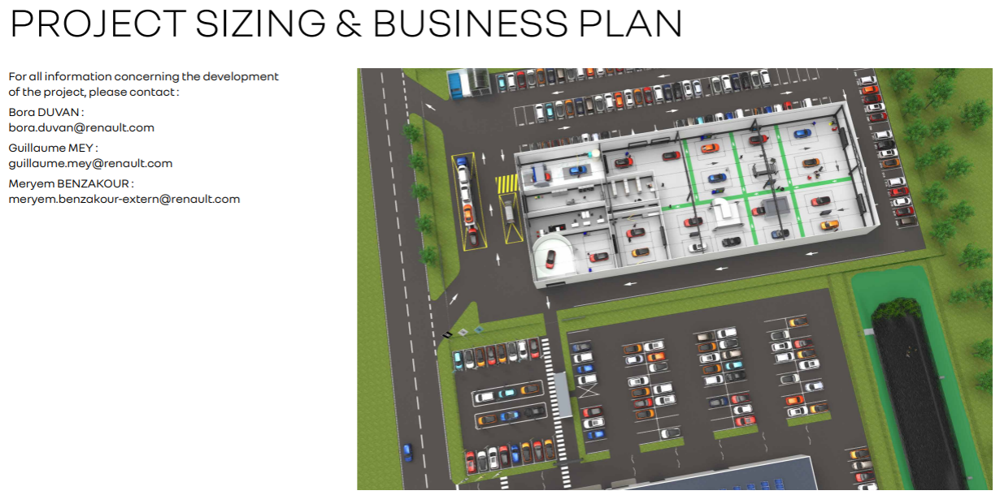 PROJECT SIZING & BUSINESS PLAN
For all information concerning the development
of the project, please contact :
Bora DUVAN :
bora.duvan@renault.com
Guillaume MEY :
guillaume.mey@renault.com
Meryem BENZAKOUR :
meryem.benzakour-extern@renault.com